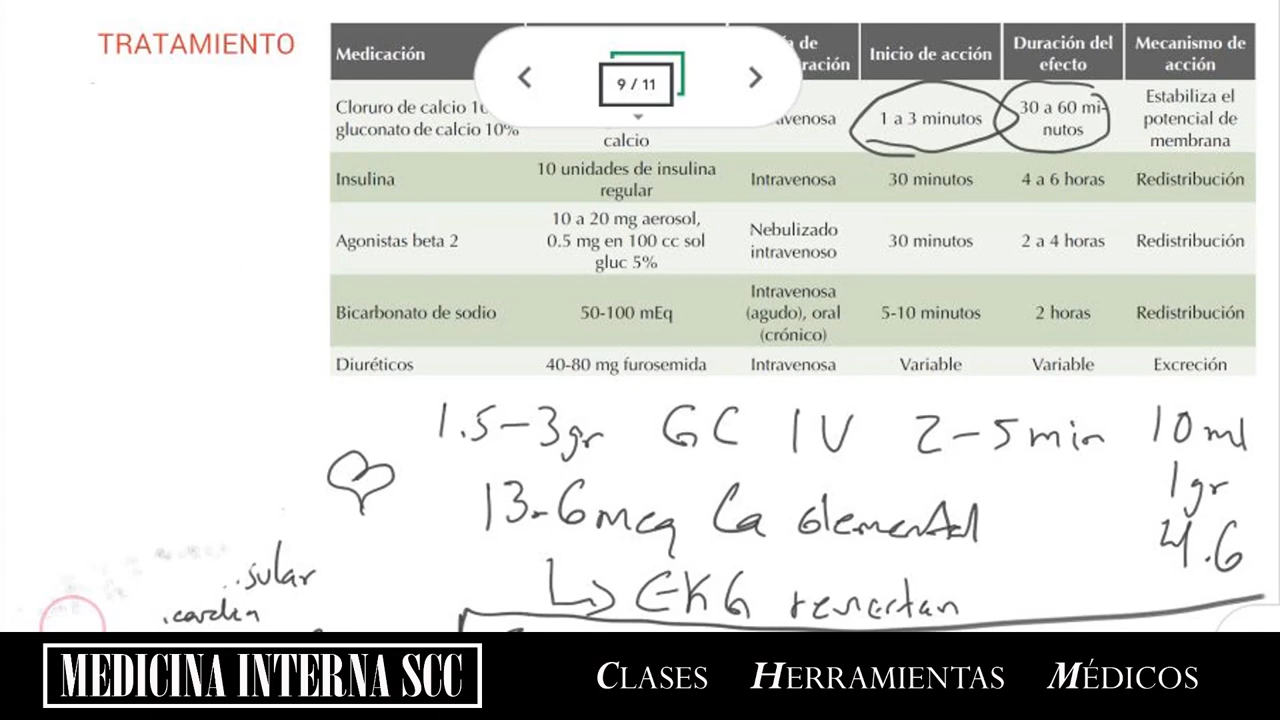 TRATAMIENTO
Medicación
Inicio de acción
Duración del efecto
Mecanismo de acción
9 / 11
Cloruro de calcio
gluconato de calcio 10%
calcio
1 a 3 minutos
30 a 60 mi-
nutos
Estabiliza el
potencial de
membrana
Insulina
10 unidades de insulina
regular
Intravenosa
30 minutos
4 a 6 horas
Redistribución
Agonistas beta 2
10 a 20 mg aerosol,
0.5 mg en 100 cc sol
gluc 5%
Nebulizado
intravenoso
30 minutos
2 a 4 horas
Redistribución
Bicarbonato de sodio
50-100 mEq
Intravenosa
(agudo), oral
(crónico)
5-10 minutos
2 horas
Redistribución
Diuréticos
40-80 mg furosemida
Intravenosa
Variable
Variable
Excreción
1.5-3gr GC IV 2-5min 10ml
1gr
13.6meq Ca elemental
4.6
EKG reviertan
MEDICINA INTERNA SCC
CLASES HERRAMIENTAS MÉDICOS